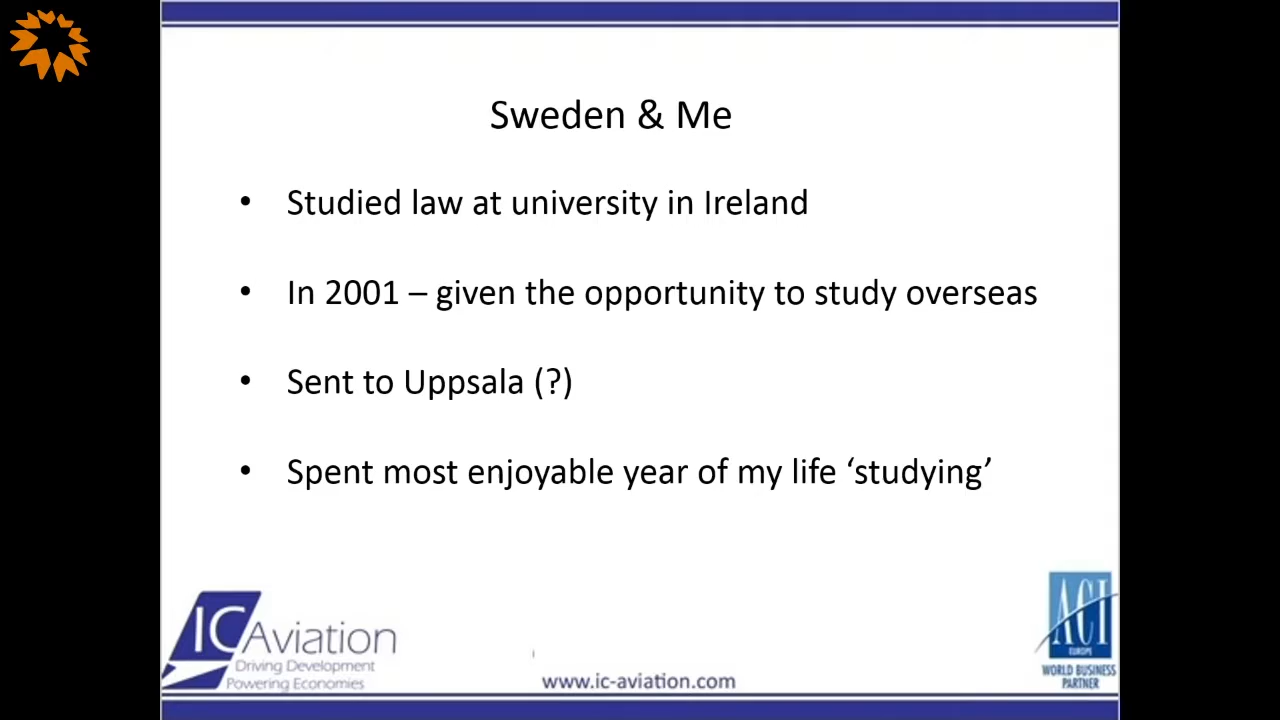 Sweden & Me
• Studied law at university in Ireland
• In 2001 – given the opportunity to study overseas
• Sent to Uppsala (?)
• Spent most enjoyable year of my life ‘studying’
IC Aviation
Driving Development
Powering Economies
www.ic-aviation.com
ACI
EUROPE
WORLD BUSINESS
PARTNER